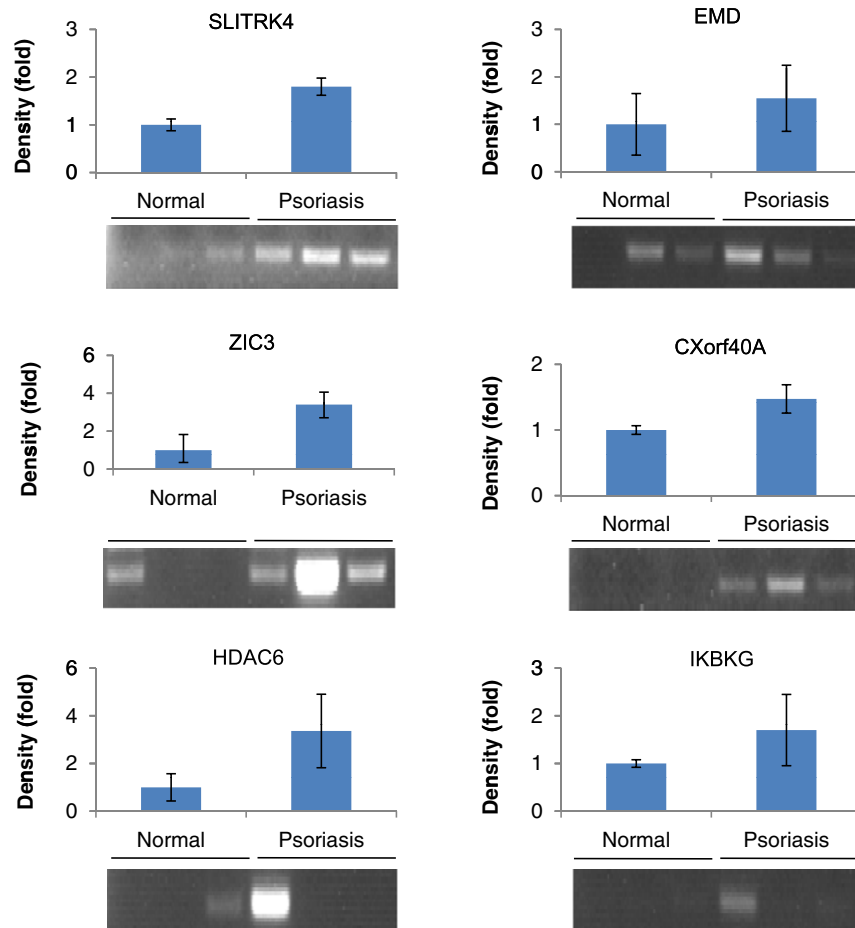 SLITRK4
Density (fold)
3
2
1
0
Normal Psoriasis
EMD
Density (fold)
3
2
1
0
Normal Psoriasis
ZIC3
Density (fold)
6
4
2
0
Normal Psoriasis
CXorf40A
Density (fold)
2
1
0
Normal Psoriasis
HDAC6
Density (fold)
6
4
2
0
Normal Psoriasis
IKBKG
Density (fold)
3
2
1
0
Normal Psoriasis